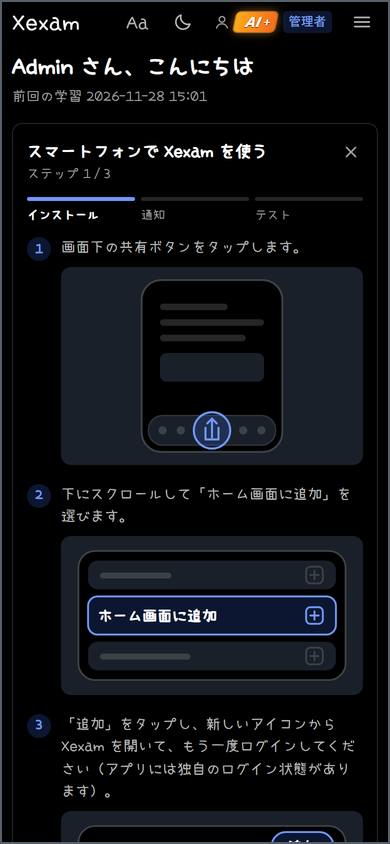 Xexam Aa AI+ 管理者
Admin さん、こんにちは
前回の学習 2026-11-28 15:01
スマートフォンで Xexam を使う
ステップ 1 / 3
インストール 通知 テスト
1 画面下の共有ボタンをタップします。
2 下にスクロールして「ホーム画面に追加」を
選びます。
ホーム画面に追加
3 「追加」をタップし、新しいアイコンから
Xexam を開いて、もう一度ログインしてくだ
さい（アプリには独自のログイン状態があり
ます）。